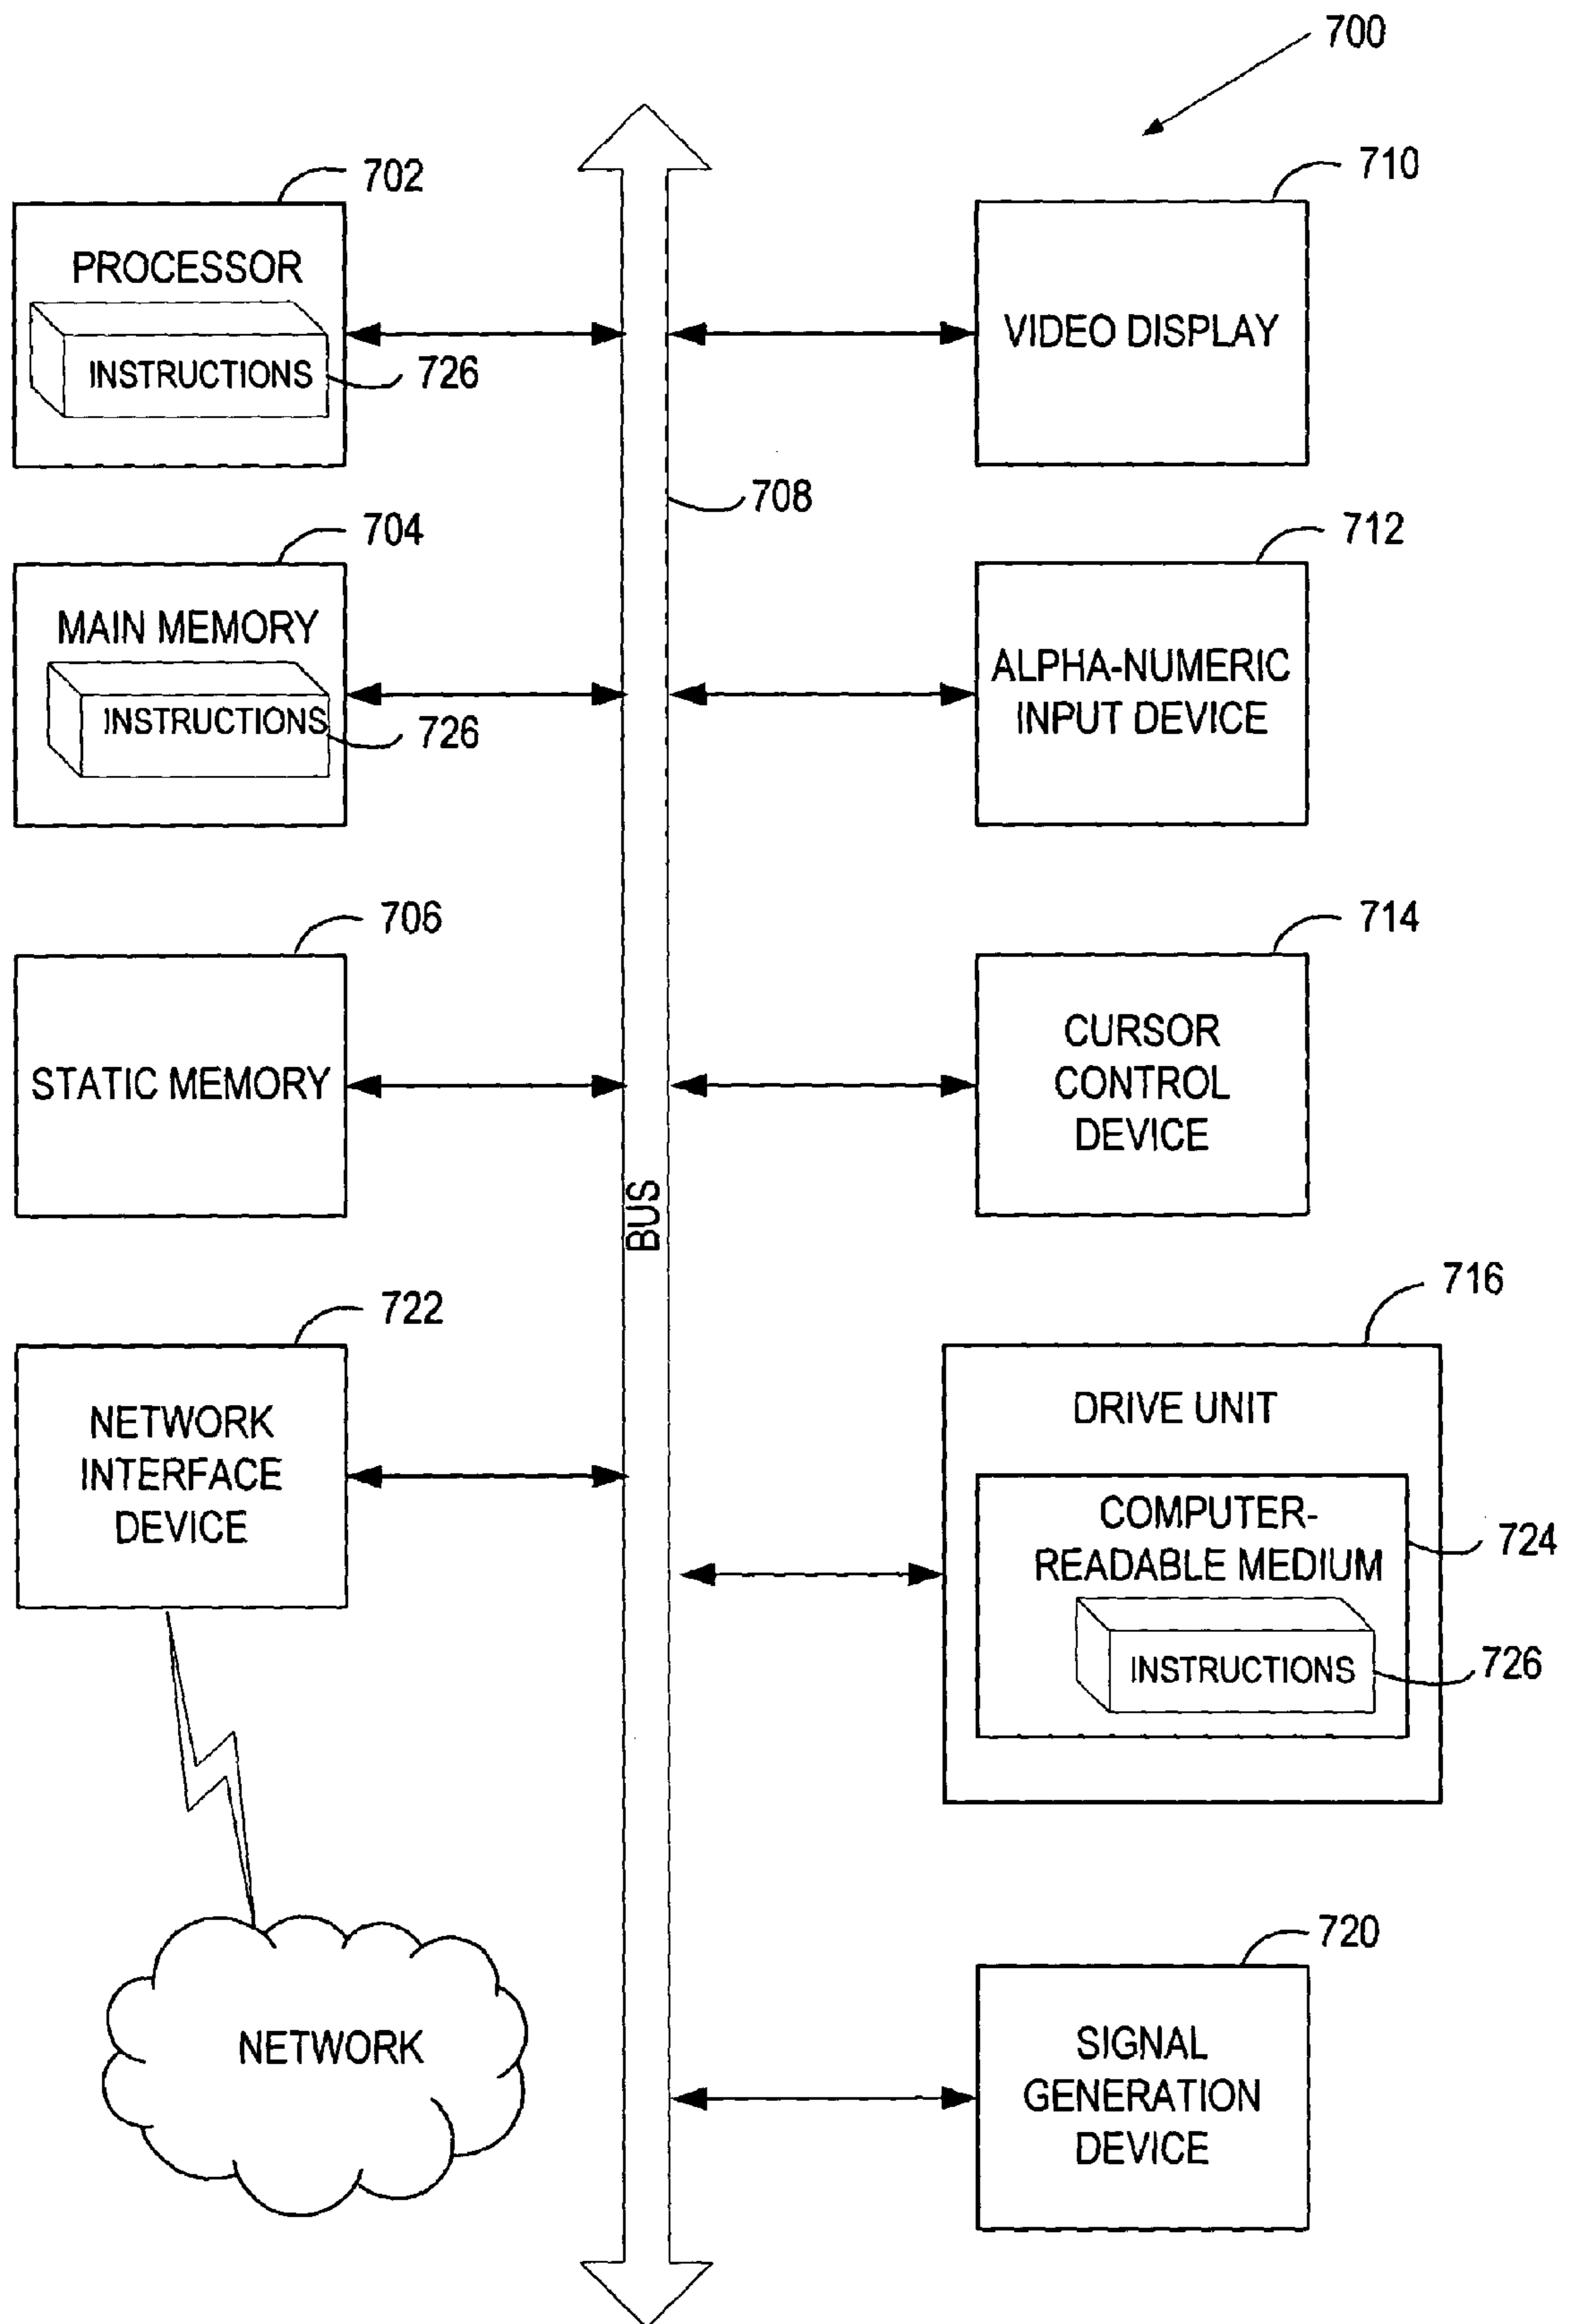 700
702
PROCESSOR
INSTRUCTIONS
726
710
VIDEO DISPLAY
708
704
MAIN MEMORY
INSTRUCTIONS
726
712
ALPHA-NUMERIC
INPUT DEVICE
706
STATIC MEMORY
714
CURSOR
CONTROL
DEVICE
BUS
722
NETWORK
INTERFACE
DEVICE
716
DRIVE UNIT
COMPUTER-
READABLE MEDIUM
724
INSTRUCTIONS
726
NETWORK
720
SIGNAL
GENERATION
DEVICE